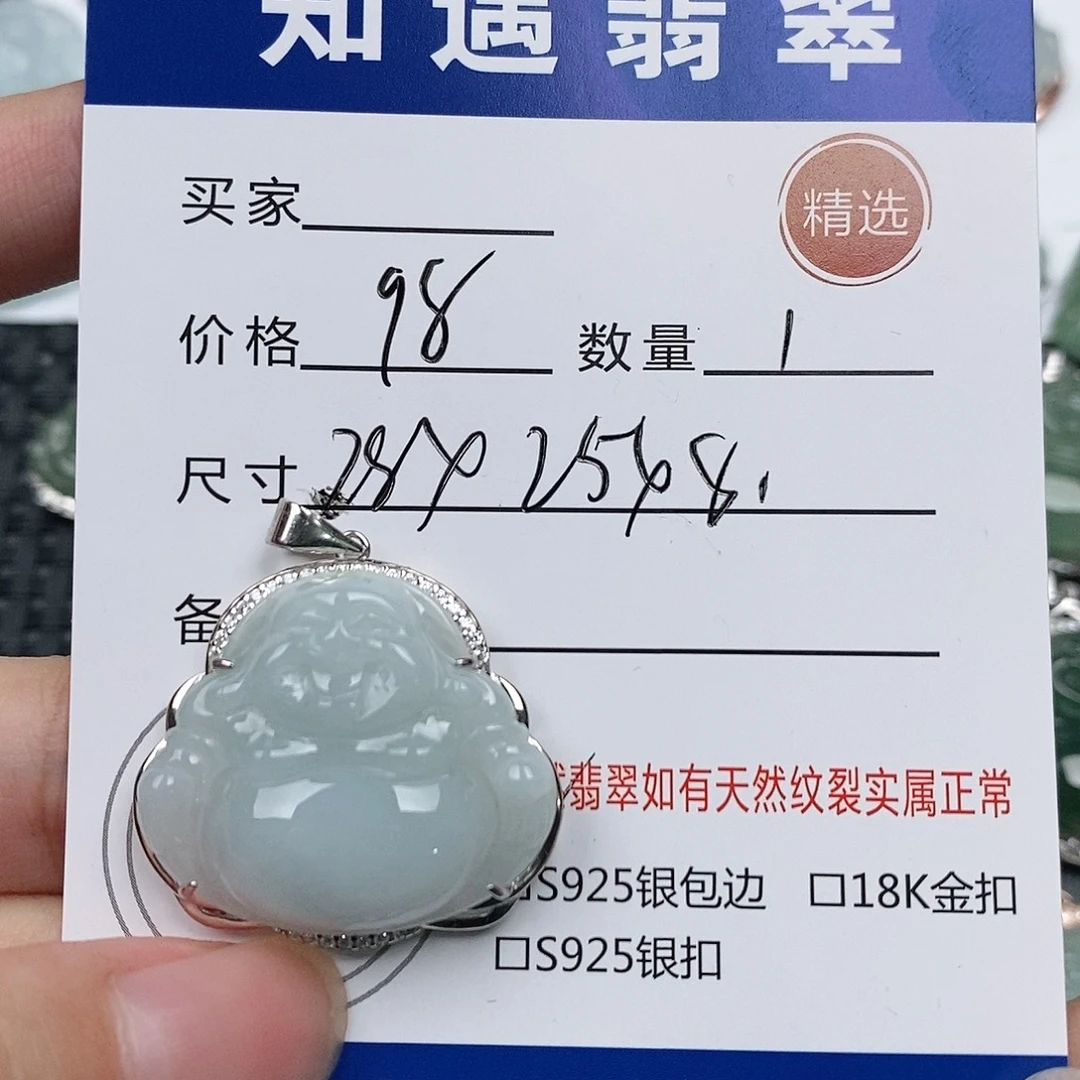 知遇翡翠
买家
精选
价格 98 数量 1
尺寸 28x25x8.1
备
翡翠如有天然纹裂实属正常
□S925银包边 □18K金扣
□S925银扣